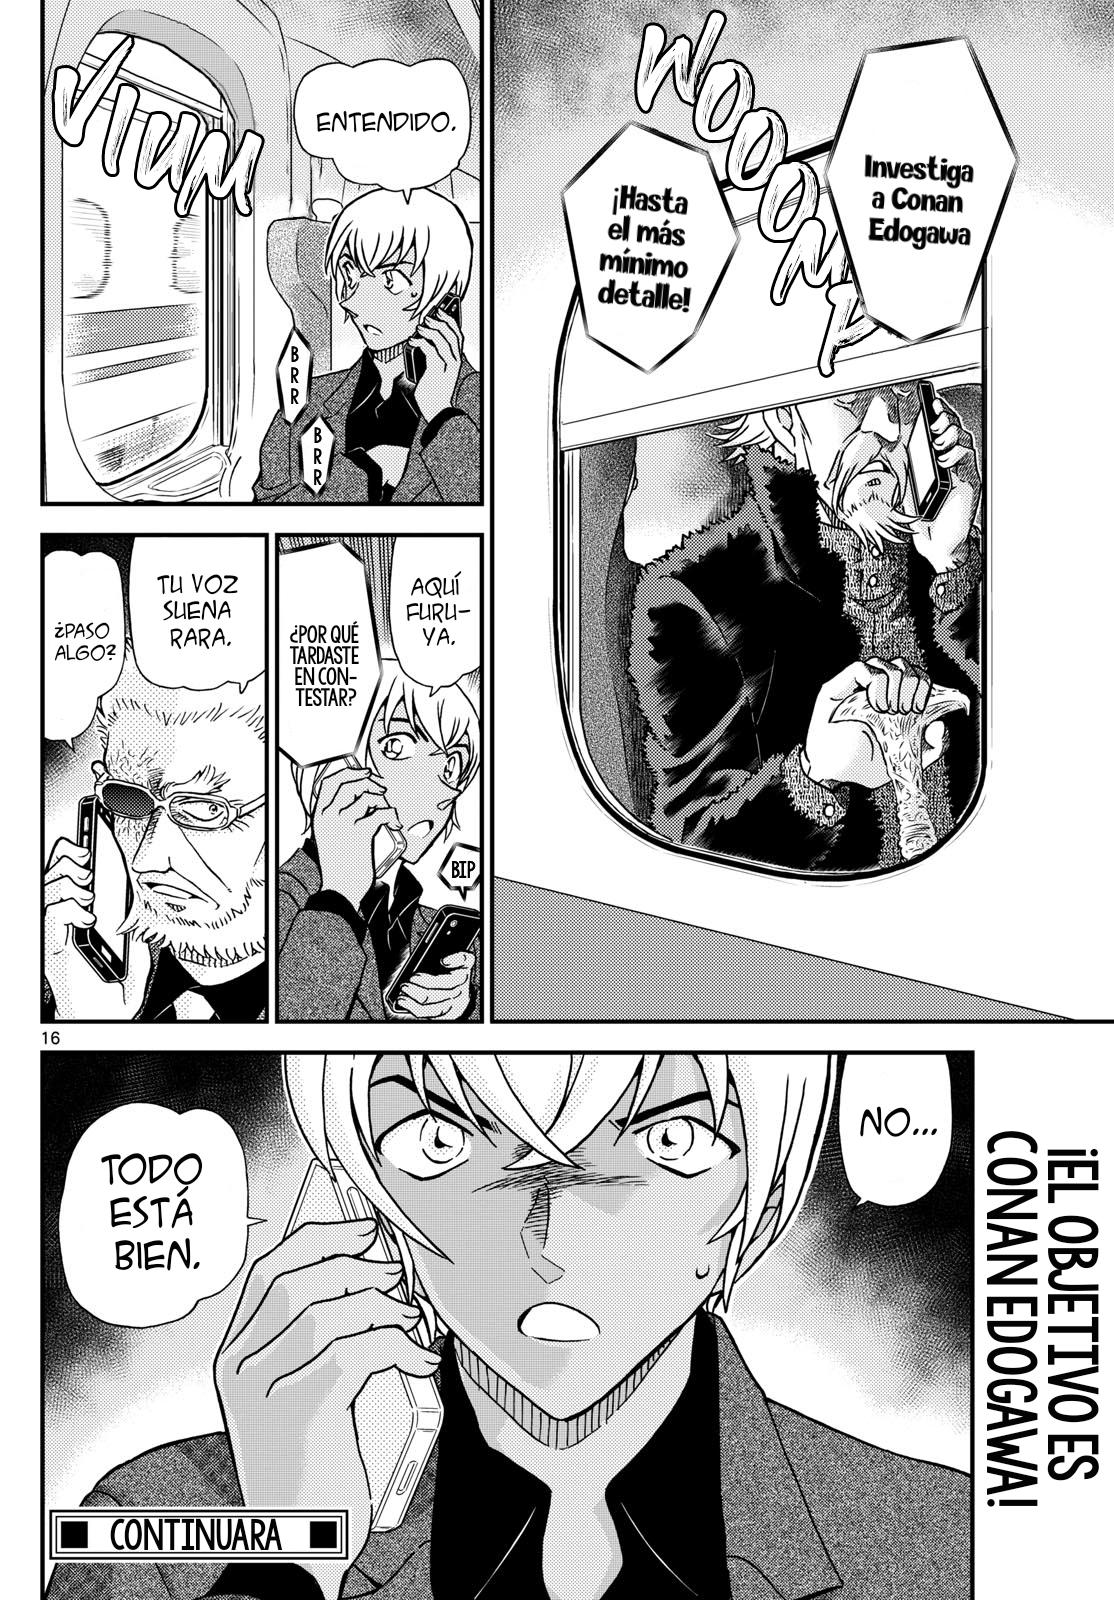 WOOOM
Investiga
a Conan
Edogawa
¡Hasta
el más
mínimo
detalle!
ENTENDIDO.
VIUM
BRR
BRR
AQUÍ
FURU-
YA.
¿POR QUÉ
TARDASTE
EN CON-
TESTAR?
BIP
TU VOZ
SUENA
RARA.
¿PASO
ALGO?
16
NO...
TODO
ESTÁ
BIEN.
¡EL OBJETIVO ES
CONAN EDOGAWA!
CONTINUARA